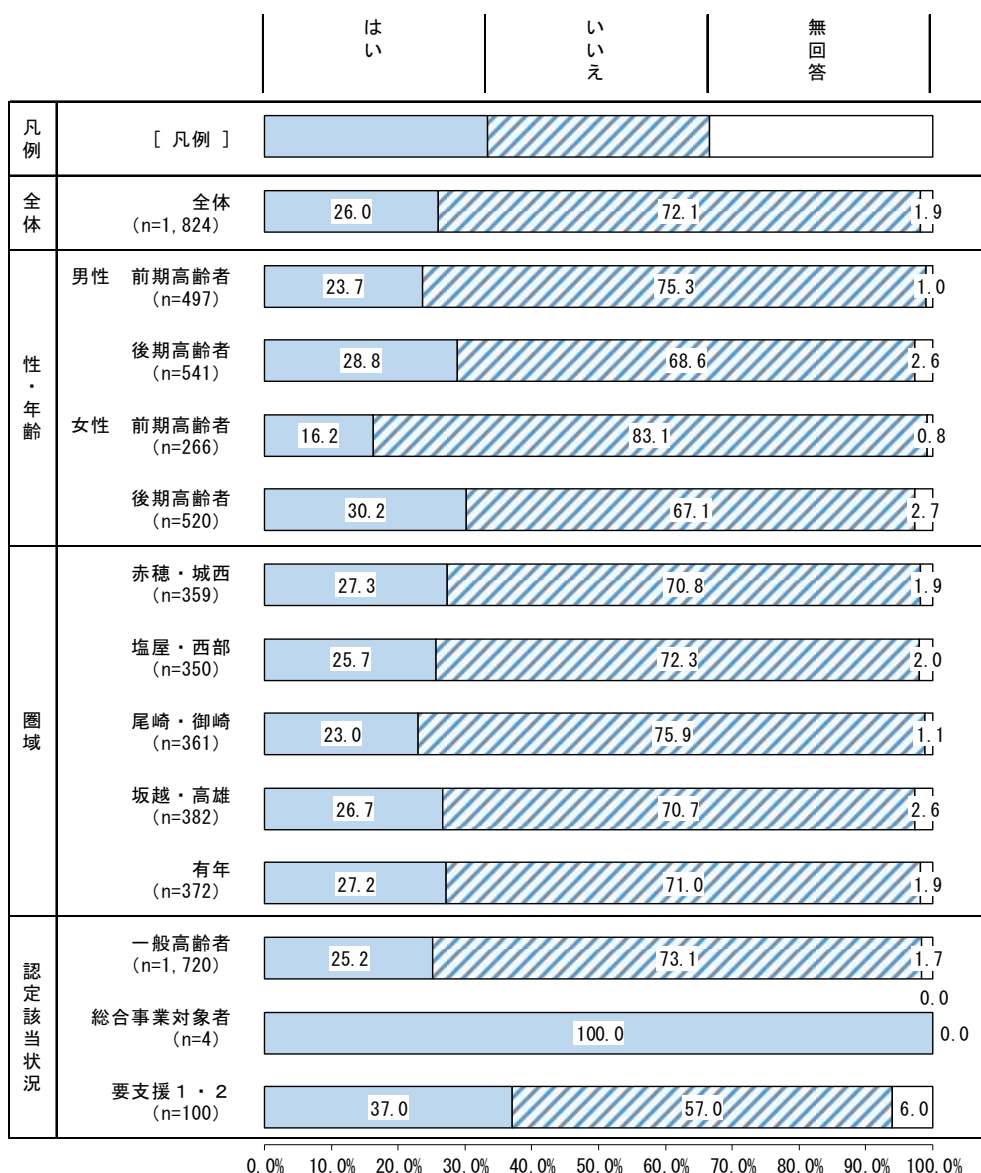 はい
いいえ
無回答
凡例
[ 凡例 ]
全体
全体
(n=1,824)
26.0
72.1
1.9
性・年齢
男性 前期高齢者
(n=497)
23.7
75.3
1.0
後期高齢者
(n=541)
28.8
68.6
2.6
女性 前期高齢者
(n=266)
16.2
83.1
0.8
後期高齢者
(n=520)
30.2
67.1
2.7
圏域
赤穂・城西
(n=359)
27.3
70.8
1.9
塩屋・西部
(n=350)
25.7
72.3
2.0
尾崎・御崎
(n=361)
23.0
75.9
1.1
坂越・高雄
(n=382)
26.7
70.7
2.6
有年
(n=372)
27.2
71.0
1.9
認定該当状況
一般高齢者
(n=1,720)
25.2
73.1
1.7
総合事業対象者
(n=4)
100.0
0.0
0.0
要支援1・2
(n=100)
37.0
57.0
6.0
0.0% 10.0% 20.0% 30.0% 40.0% 50.0% 60.0% 70.0% 80.0% 90.0% 100.0%